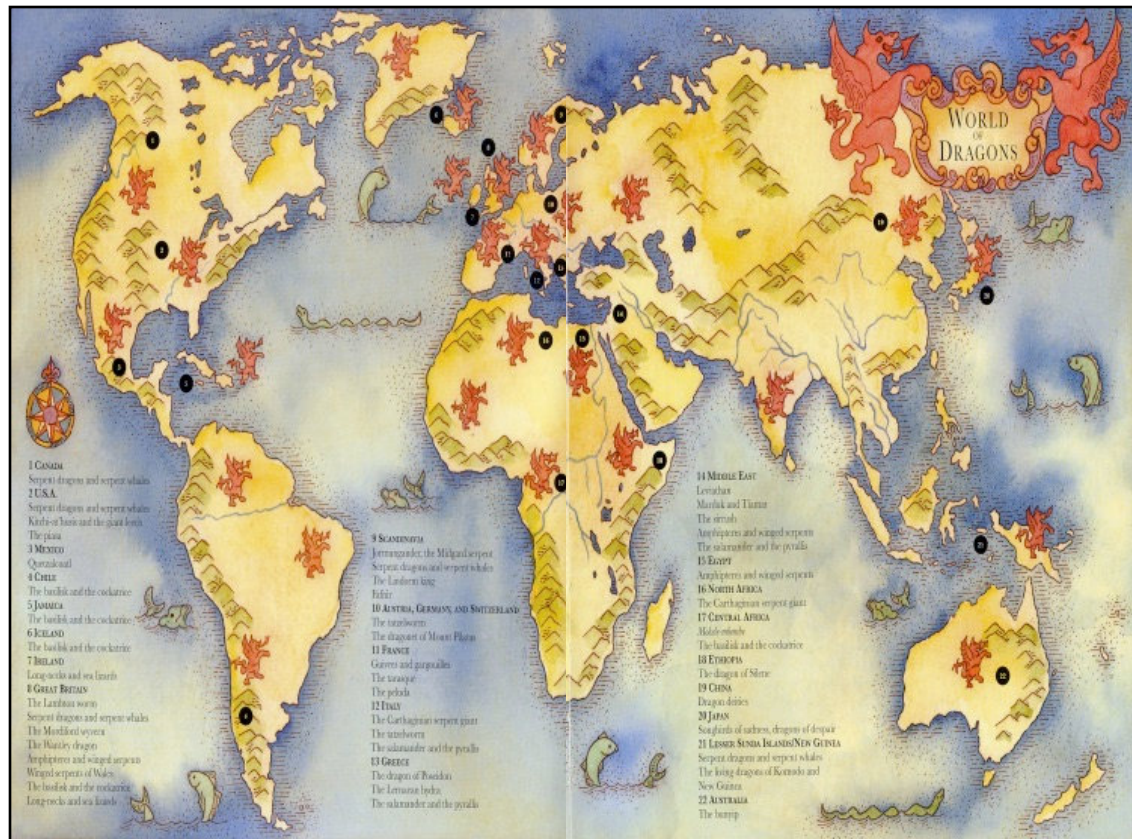 WORLD
OF
DRAGONS
1 CANADA
Serpent dragons and serpent whales
2 U.S.A.
Serpent dragons and serpent whales
and the giant
The piasa
3 MEXICO
Quetzalcoatl
4 CHILE
The basilisk and the cockatrice
5 JAMAICA
The basilisk and the cockatrice
6 ICELAND
The basilisk and the cockatrice
7 IRELAND
Long-necks and sea lizards
8 GREAT BRITAIN
The Lambton worm
Serpent dragons and serpent whales
The Mordiford wyvern
The Wantley dragon
Amphipteres and winged serpents
Winged serpents of Wales
The basilisk and the cockatrice
Long-necks and sea lizards
9 SCANDINAVIA
Jormungander, the Midgard serpent
Serpent dragons and serpent whales
The Lindorm king
Fafnir
10 AUSTRIA, GERMANY, AND SWITZERLAND
The tatzelworm
The dragonet of Mount Pilatus
11 FRANCE
Guivres and gargouilles
The tarasque
The peluda
12 ITALY
The Carthaginian serpent giant
The tatzelworm
The salamander and the pyrallis
13 GREECE
The dragon of Poseidon
The Lernaean hydra
The salamander and the pyrallis
14 MIDDLE EAST
Leviathan
Marduk and Tiamat
The sirrush
Amphipteres and winged serpents
The salamander and the pyrallis
15 EGYPT
Amphipteres and winged serpents
16 NORTH AFRICA
The Carthaginian serpent giant
17 CENTRAL AFRICA
Mokele-mbembe
The basilisk and the cockatrice
18 ETHIOPIA
The dragon of Silene
19 CHINA
Dragon deities
20 JAPAN
Songbirds of sadness, dragons of despair
21 LESSER SUNDA ISLANDS/NEW GUINEA
Serpent dragons and serpent whales
The living dragons of Komodo and
New Guinea
22 AUSTRALIA
The bunyip